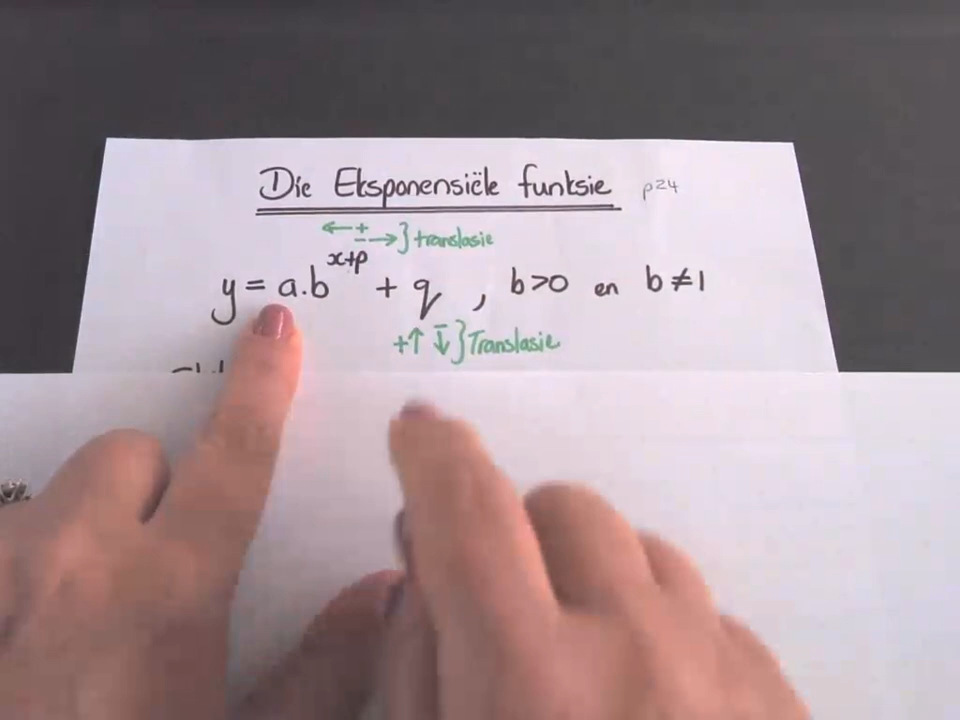 Die Eksponensiële funksie p24
← + - → } translasie
y = a.b^{x+p} + q , b>0 en b≠1
+↑ -↓ } Translasie